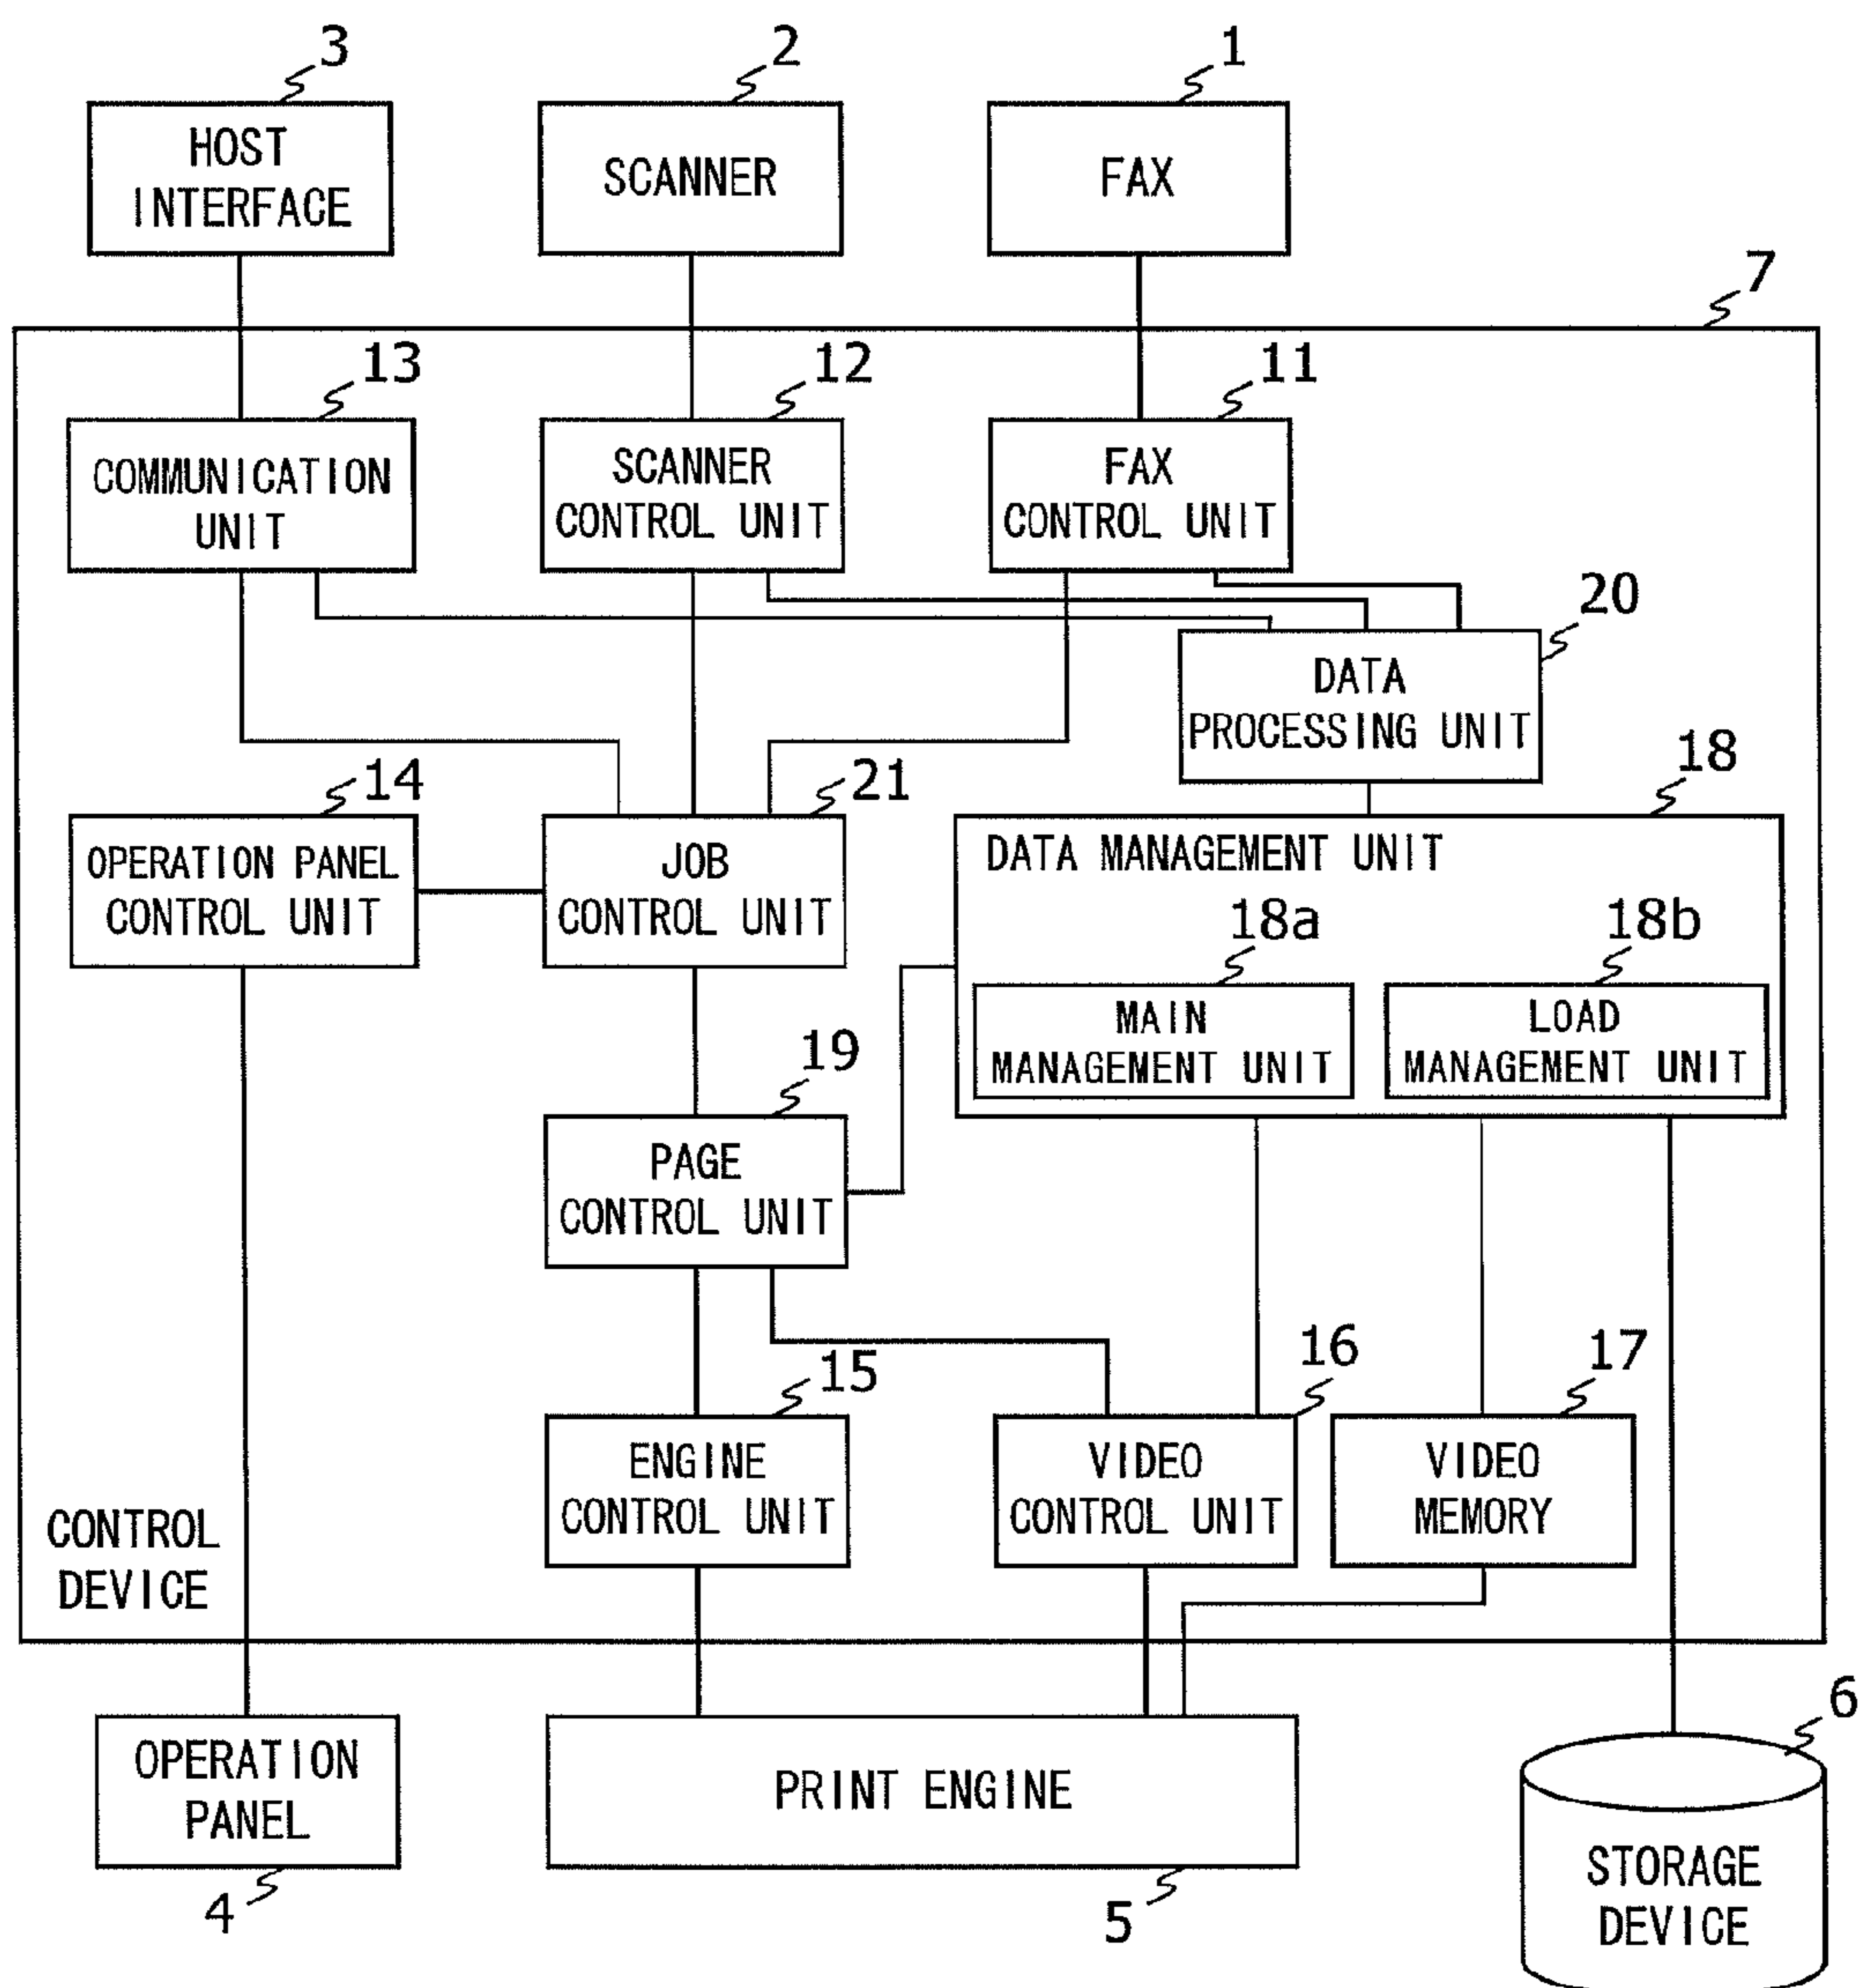 3
2
1
HOST
INTERFACE
SCANNER
FAX
7
13
12
11
COMMUNICATION
UNIT
SCANNER
CONTROL UNIT
FAX
CONTROL UNIT
20
DATA
PROCESSING UNIT
14
21
18
OPERATION PANEL
CONTROL UNIT
JOB
CONTROL UNIT
DATA MANAGEMENT UNIT
18a
18b
MAIN
MANAGEMENT UNIT
LOAD
MANAGEMENT UNIT
19
PAGE
CONTROL UNIT
15
16
17
ENGINE
CONTROL UNIT
VIDEO
CONTROL UNIT
VIDEO
MEMORY
CONTROL
DEVICE
6
OPERATION
PANEL
PRINT ENGINE
STORAGE
DEVICE
4
5